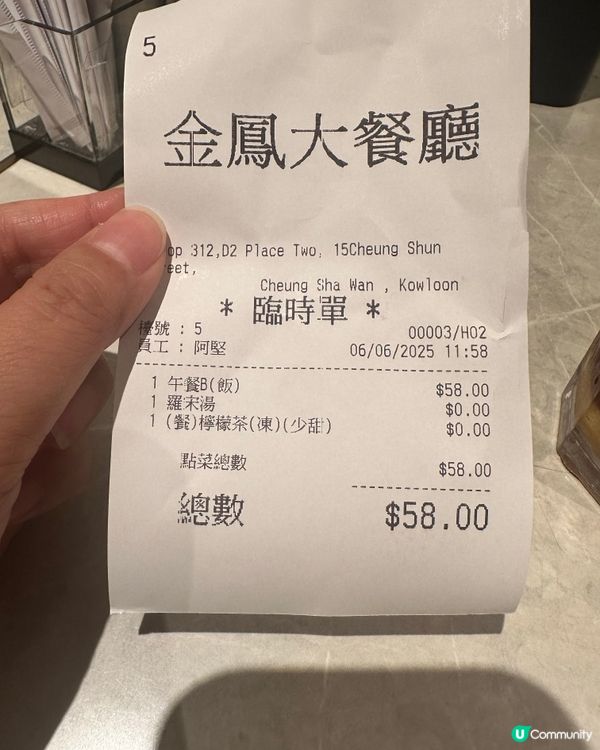 5
金鳳大餐廳
op 312,D2 Place Two, 15Cheung Shun
eet,
Cheung Sha Wan , Kowloon
* 臨時單 *
檯號 : 5 00003/H02
員工 : 阿堅 06/06/2025 11:58
1 午餐B(飯) $58.00
1 羅宋湯 $0.00
1 (餐)檸檬茶(凍)(少甜) $0.00
點菜總數 $58.00
總數 $58.00
U Community